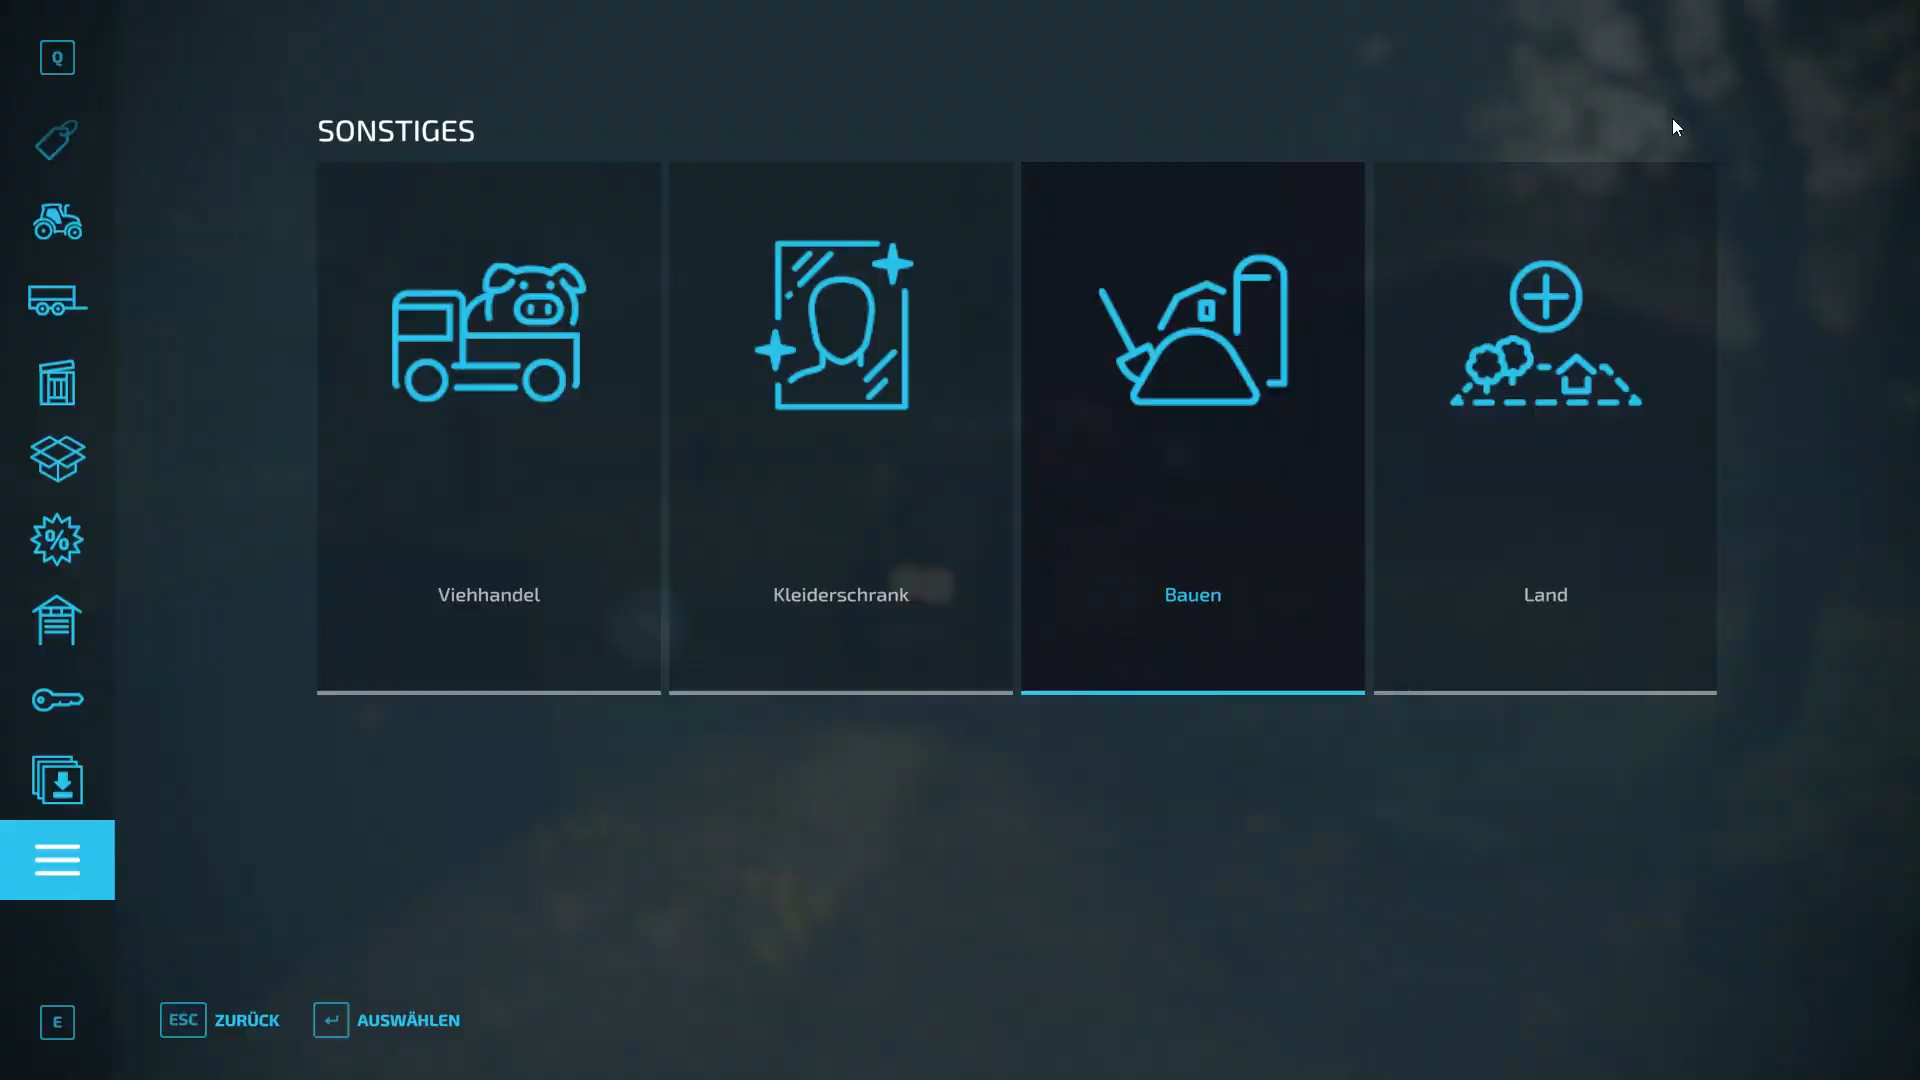 Q
SONSTIGES
%
Viehhandel
Kleiderschrank
Bauen
Land
E
ESC ZURÜCK
↵ AUSWÄHLEN